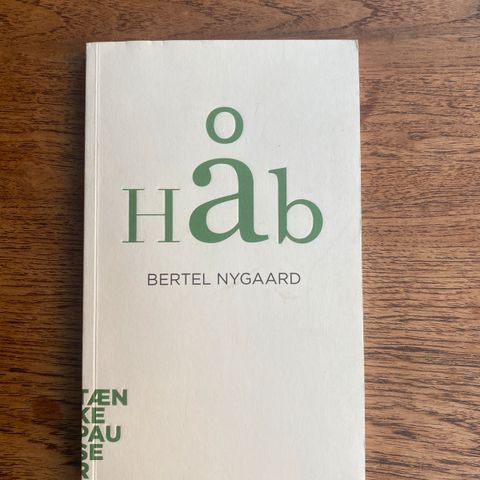 Håb
BERTEL NYGAARD
TÆN
KE
PAU
SE
R